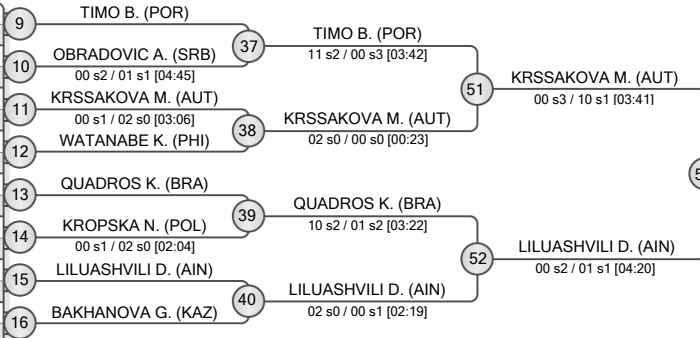 9
TIMO B. (POR)
10
OBRADOVIC A. (SRB)
00 s2 / 01 s1 [04:45]
37
TIMO B. (POR)
11 s2 / 00 s3 [03:42]
11
KRSSAKOVA M. (AUT)
00 s1 / 02 s0 [03:06]
12
WATANABE K. (PHI)
38
KRSSAKOVA M. (AUT)
02 s0 / 00 s0 [00:23]
51
KRSSAKOVA M. (AUT)
00 s3 / 10 s1 [03:41]
13
QUADROS K. (BRA)
14
KROPSKA N. (POL)
00 s1 / 02 s0 [02:04]
39
QUADROS K. (BRA)
10 s2 / 01 s2 [03:22]
15
LILUASHVILI D. (AIN)
16
BAKHANOVA G. (KAZ)
40
LILUASHVILI D. (AIN)
02 s0 / 00 s1 [02:19]
52
LILUASHVILI D. (AIN)
00 s2 / 01 s1 [04:20]